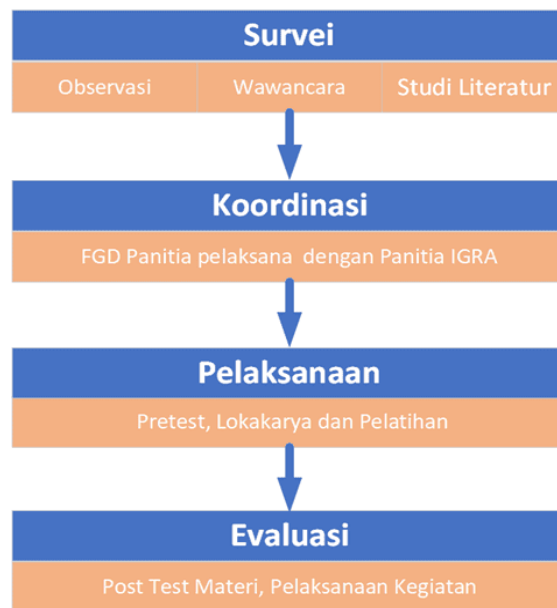 Survei
Observasi Wawancara Studi Literatur
Koordinasi
FGD Panitia pelaksana dengan Panitia IGRA
Pelaksanaan
Pretest, Lokakarya dan Pelatihan
Evaluasi
Post Test Materi, Pelaksanaan Kegiatan